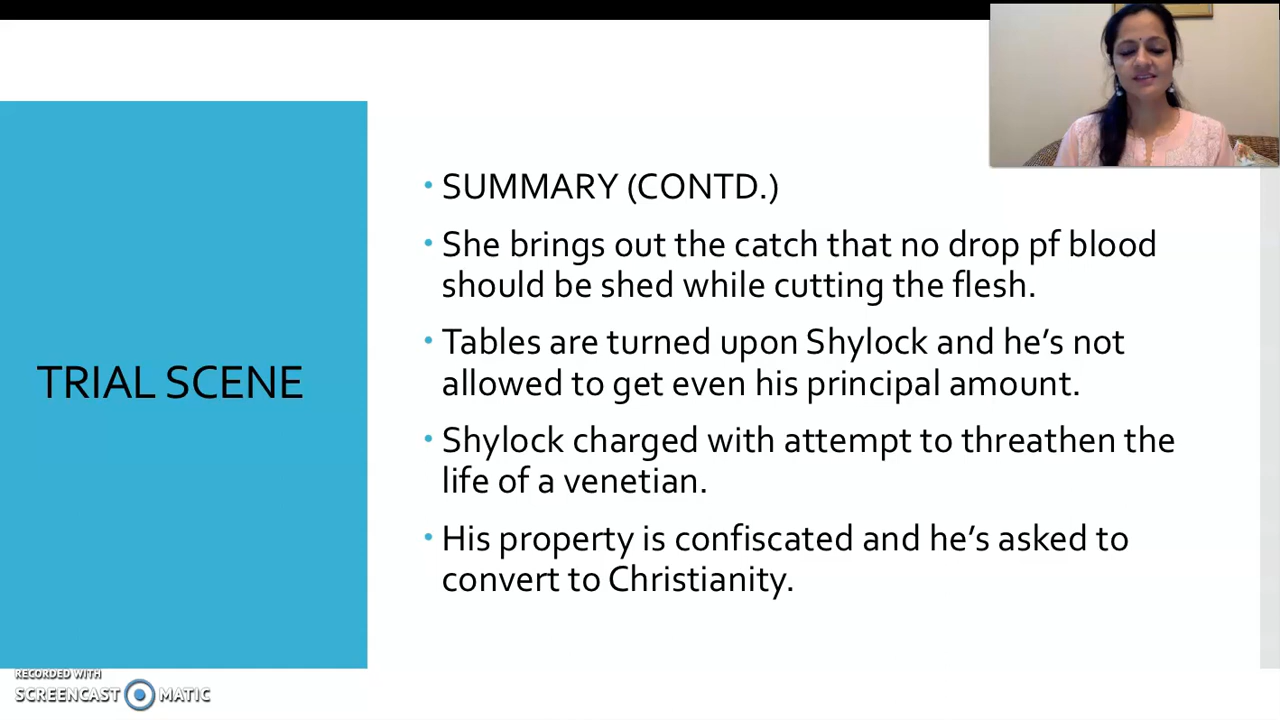 TRIAL SCENE
• SUMMARY (CONTD.)
• She brings out the catch that no drop pf blood
should be shed while cutting the flesh.
• Tables are turned upon Shylock and he’s not
allowed to get even his principal amount.
• Shylock charged with attempt to threathen the
life of a venetian.
• His property is confiscated and he’s asked to
convert to Christianity.
RECORDED WITH
SCREENCAST MATIC